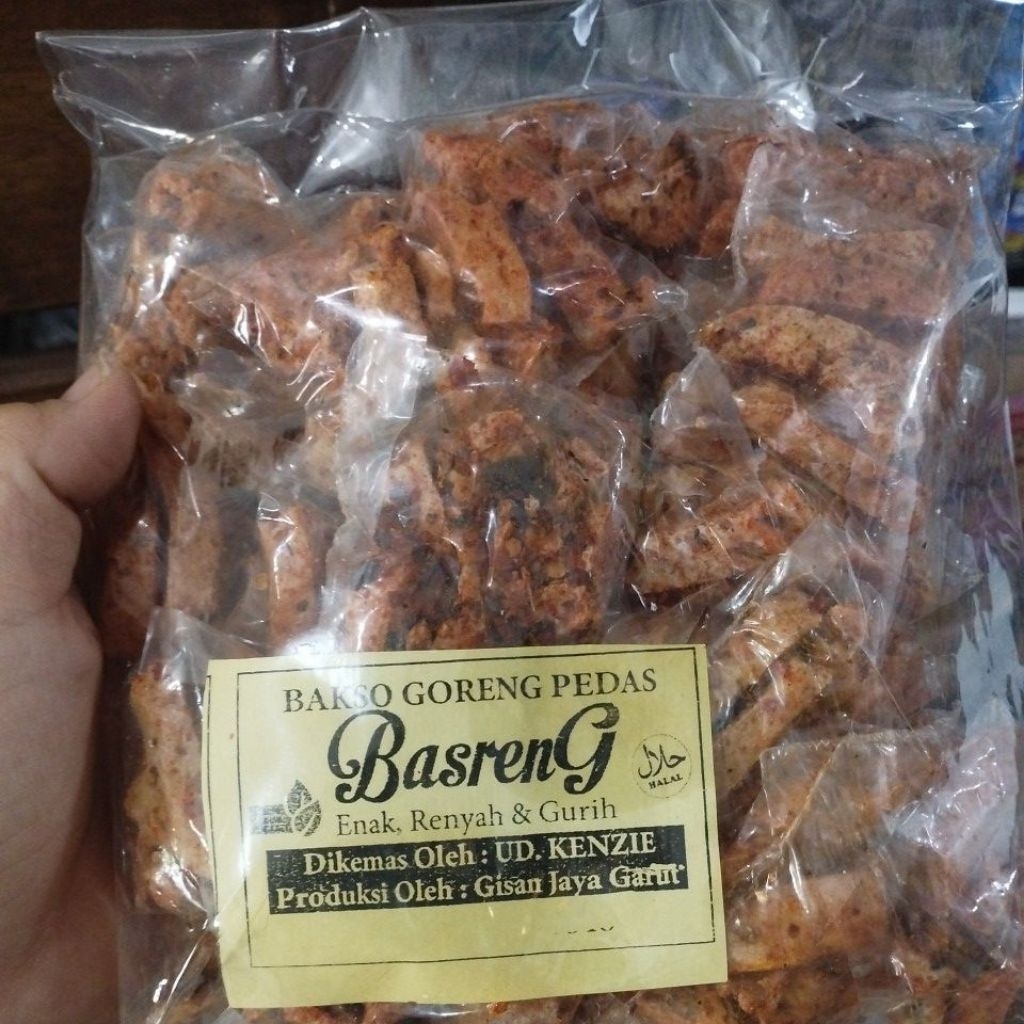 BAKSO GORENG PEDAS
BasrenG
حلال
HALAL
Enak, Renyah & Gurih
Dikemas Oleh : UD. KENZIE
Produksi Oleh : Gisan Jaya Garut